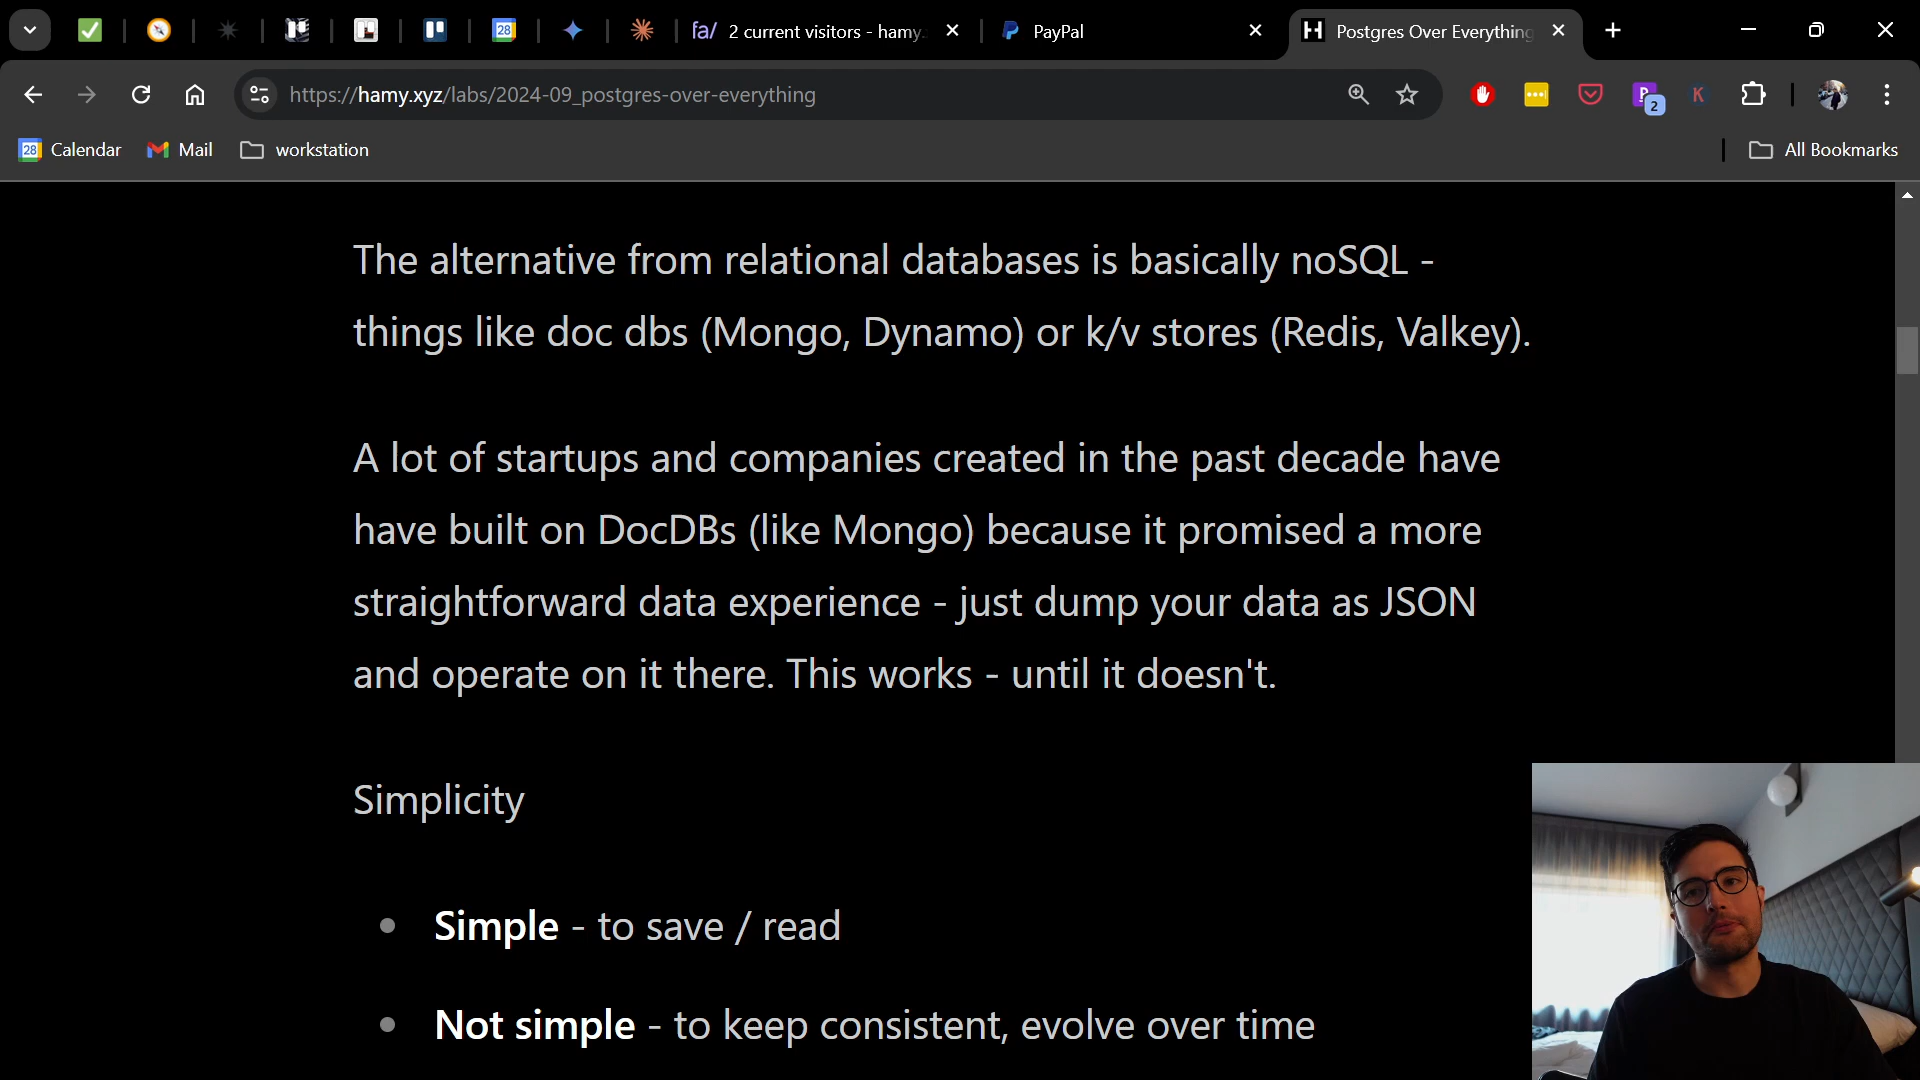 28
fa/ 2 current visitors - hamy.
PayPal
Postgres Over Everything
https://hamy.xyz/labs/2024-09_postgres-over-everything
2
K
28 Calendar
Mail
workstation
All Bookmarks
The alternative from relational databases is basically noSQL -
things like doc dbs (Mongo, Dynamo) or k/v stores (Redis, Valkey).
A lot of startups and companies created in the past decade have
have built on DocDBs (like Mongo) because it promised a more
straightforward data experience - just dump your data as JSON
and operate on it there. This works - until it doesn't.
Simplicity
• Simple - to save / read
• Not simple - to keep consistent, evolve over time